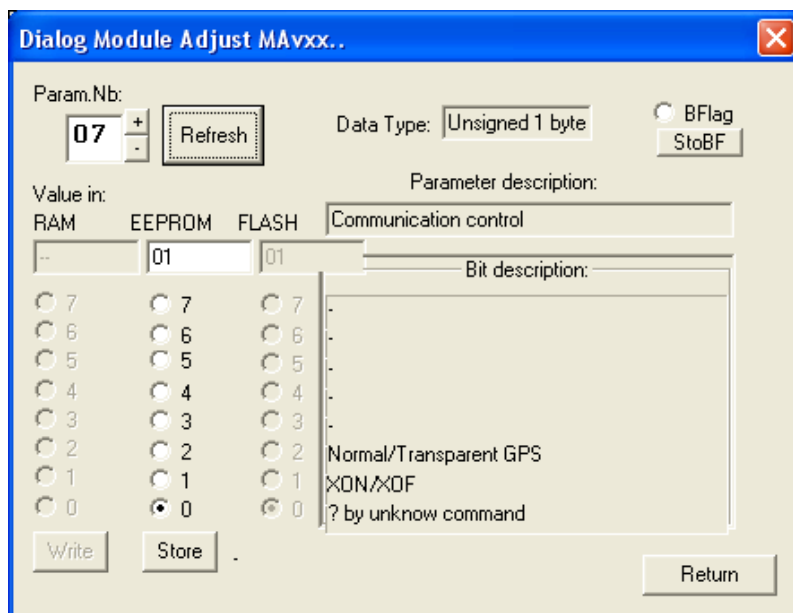 Dialog Module Adjust MAvxx..
Param.Nb:
07
+
-
Refresh
Data Type: Unsigned 1 byte
BFlag
StoBF
Value in:
Parameter description:
RAM EEPROM FLASH
Communication control
-- 01 01
Bit description:
7 7 7 -
6 6 6 -
5 5 5 -
4 4 4 -
3 3 3 -
2 2 2 Normal/Transparent GPS
1 1 1 XON/XOF
0 0 0 ? by unknow command
Write Store -
Return